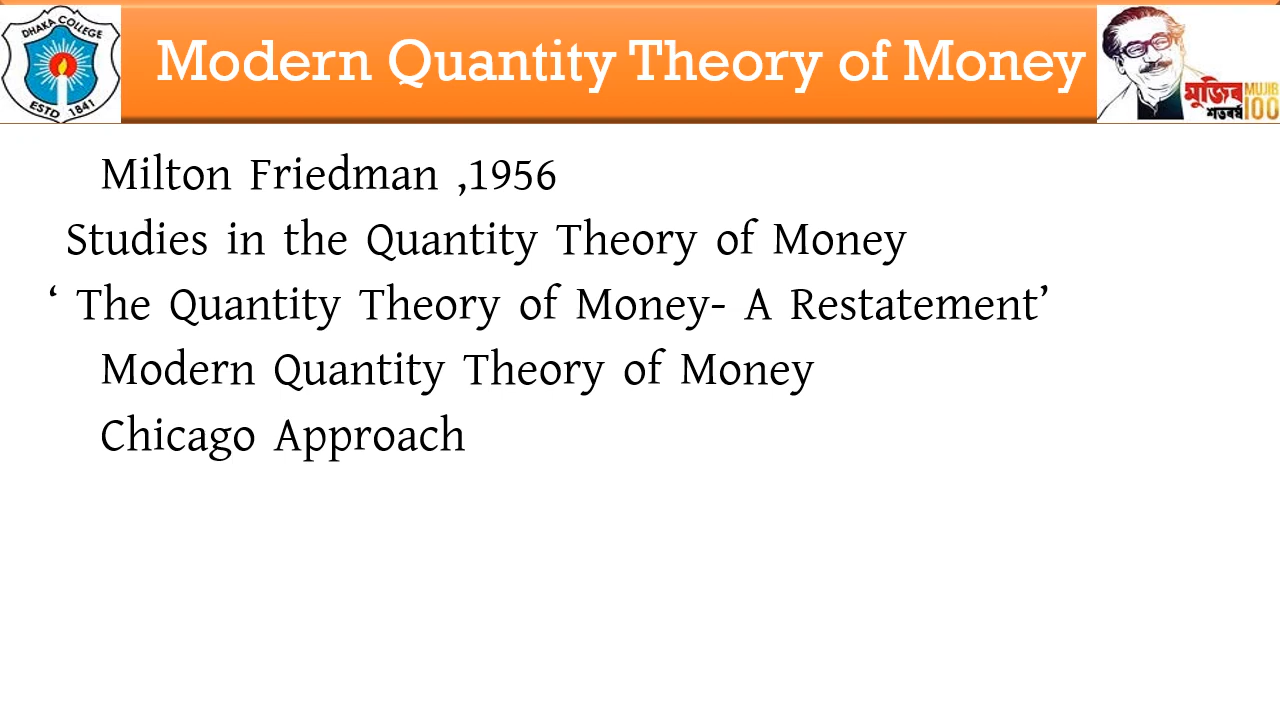 DHAKA COLLEGE
ESTD 1841
Modern Quantity Theory of Money
মুজিব
শতবর্ষ
MUJIB
100
Milton Friedman ,1956
Studies in the Quantity Theory of Money
‘ The Quantity Theory of Money- A Restatement’
Modern Quantity Theory of Money
Chicago Approach